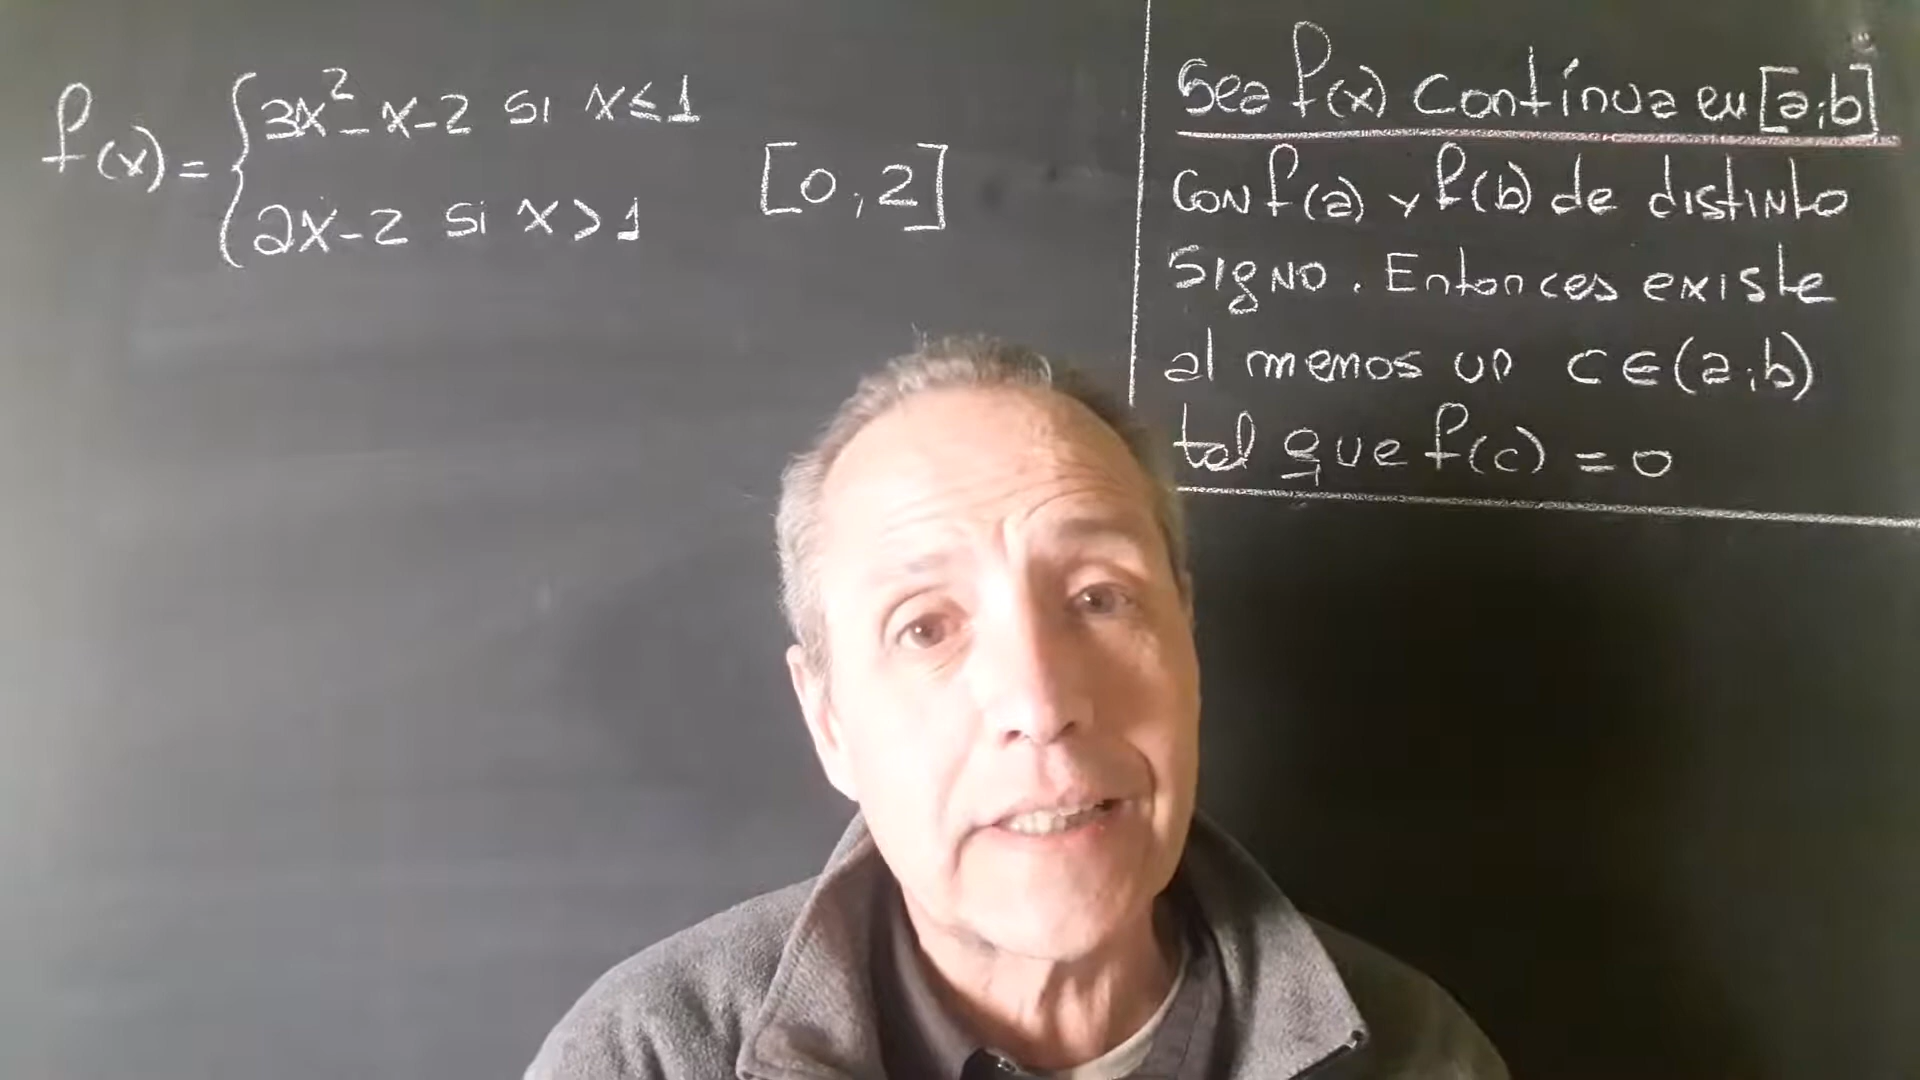 f(x) = { 3x² - x - 2 si x ≤ 1
2x - 2 si x > 1
[0;2]
Sea f(x) contínua en [a;b]
con f(a) y f(b) de distinto
signo. Entonces existe
al menos un c∈(a;b)
tal que f(c) = 0